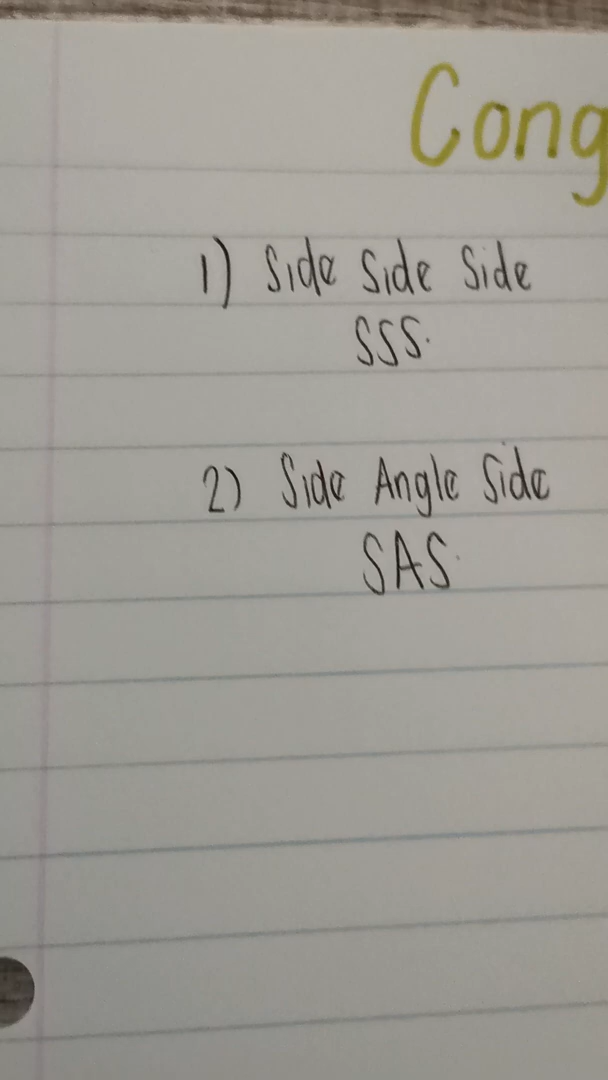 Cong
1) Side Side Side
SSS.
2) Side Angle Side
SAS.